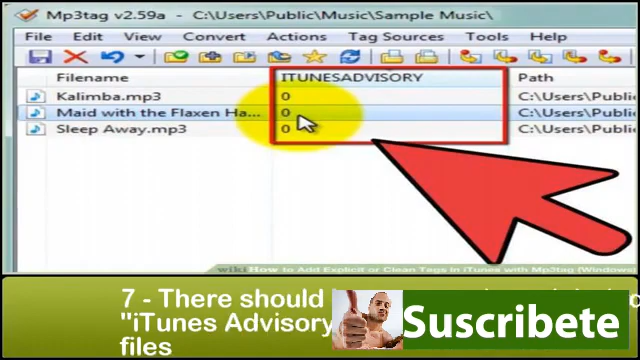 Mp3tag v2.59a - C:\Users\Public\Music\Sample Music\
File Edit View Convert Actions Tag Sources Tools Help
Filename ITUNESADVISORY Path
Kalimba.mp3 0 C:\Users\Public
Maid with the Flaxen Ha... 0 C:\Users\Public
Sleep Away.mp3 0 C:\Users\Publi
wiki How to Add Explicit or Clean Tags in iTunes with Mp3tag (Windows
7 - There should
"iTunes Advisory
files
Suscribete